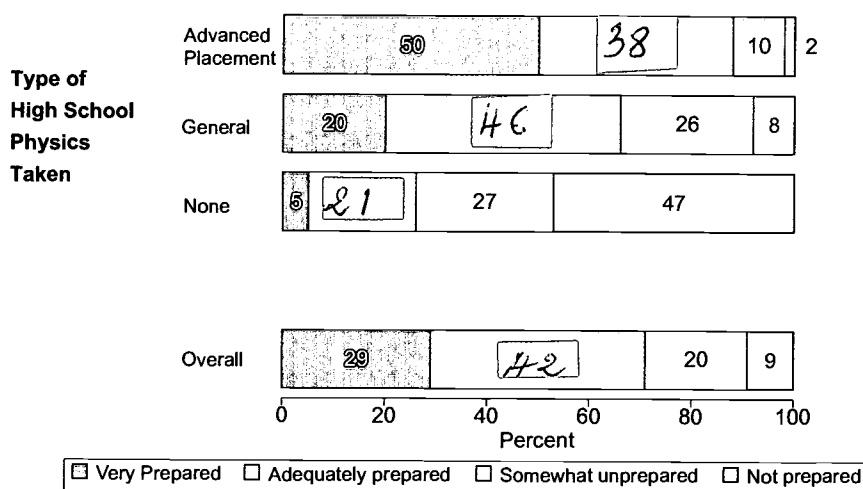 Advanced
Placement
50 38 10 2
Type of
High School
Physics
Taken
General 20 46 26 8
None 5 21 27 47
Overall 29 42 20 9
0 20 40 60 80 100
Percent
Very Prepared Adequately prepared Somewhat unprepared Not prepared